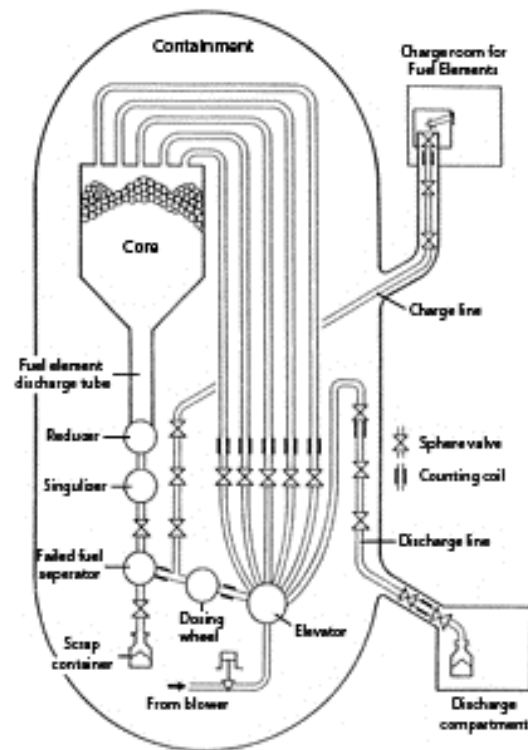 Containment
Charge room for
Fuel Elements
Core
Charge line
Fuel element
discharge tube
Reducer
Sphere valve
Singulizer
Counting coil
Discharge line
Failed fuel
seperator
Dosing
wheel
Elevator
Scrap
container
From blower
Discharge
compartment